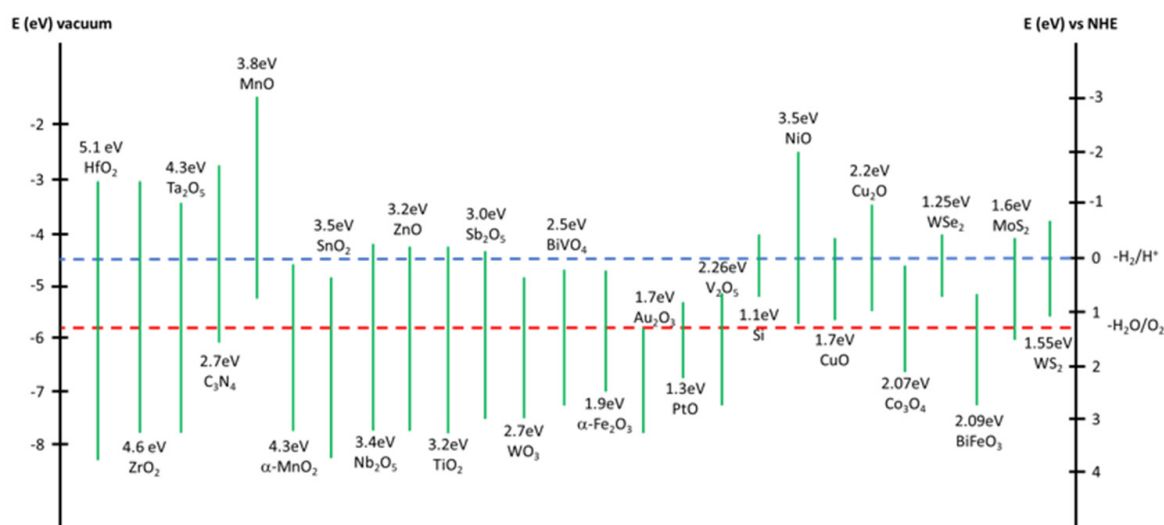 E (eV) vacuum
E (eV) vs NHE
-2
-3
-4
-5
-6
-7
-8
-3
-2
-1
0
1
2
3
4
-H₂/H⁺
-H₂O/O₂
5.1 eV
HfO₂
4.6 eV
ZrO₂
4.3eV
Ta₂O₅
2.7eV
C₃N₄
3.8eV
MnO
4.3eV
α-MnO₂
3.5eV
SnO₂
3.4eV
Nb₂O₅
3.2eV
ZnO
3.2eV
TiO₂
3.0eV
Sb₂O₅
2.7eV
WO₃
2.5eV
BiVO₄
1.9eV
α-Fe₂O₃
1.7eV
Au₂O₃
1.3eV
PtO
2.26eV
V₂O₅
1.1eV
Si
3.5eV
NiO
1.7eV
CuO
2.2eV
Cu₂O
2.07eV
Co₃O₄
1.25eV
WSe₂
2.09eV
BiFeO₃
1.6eV
MoS₂
1.55eV
WS₂